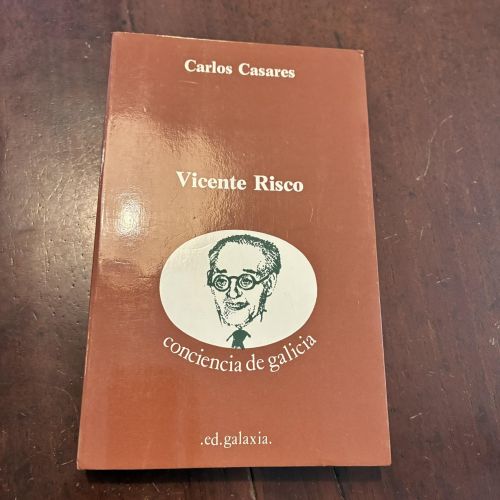 Carlos Casares
Vicente Risco
conciencia de galicia
.ed.galaxia.